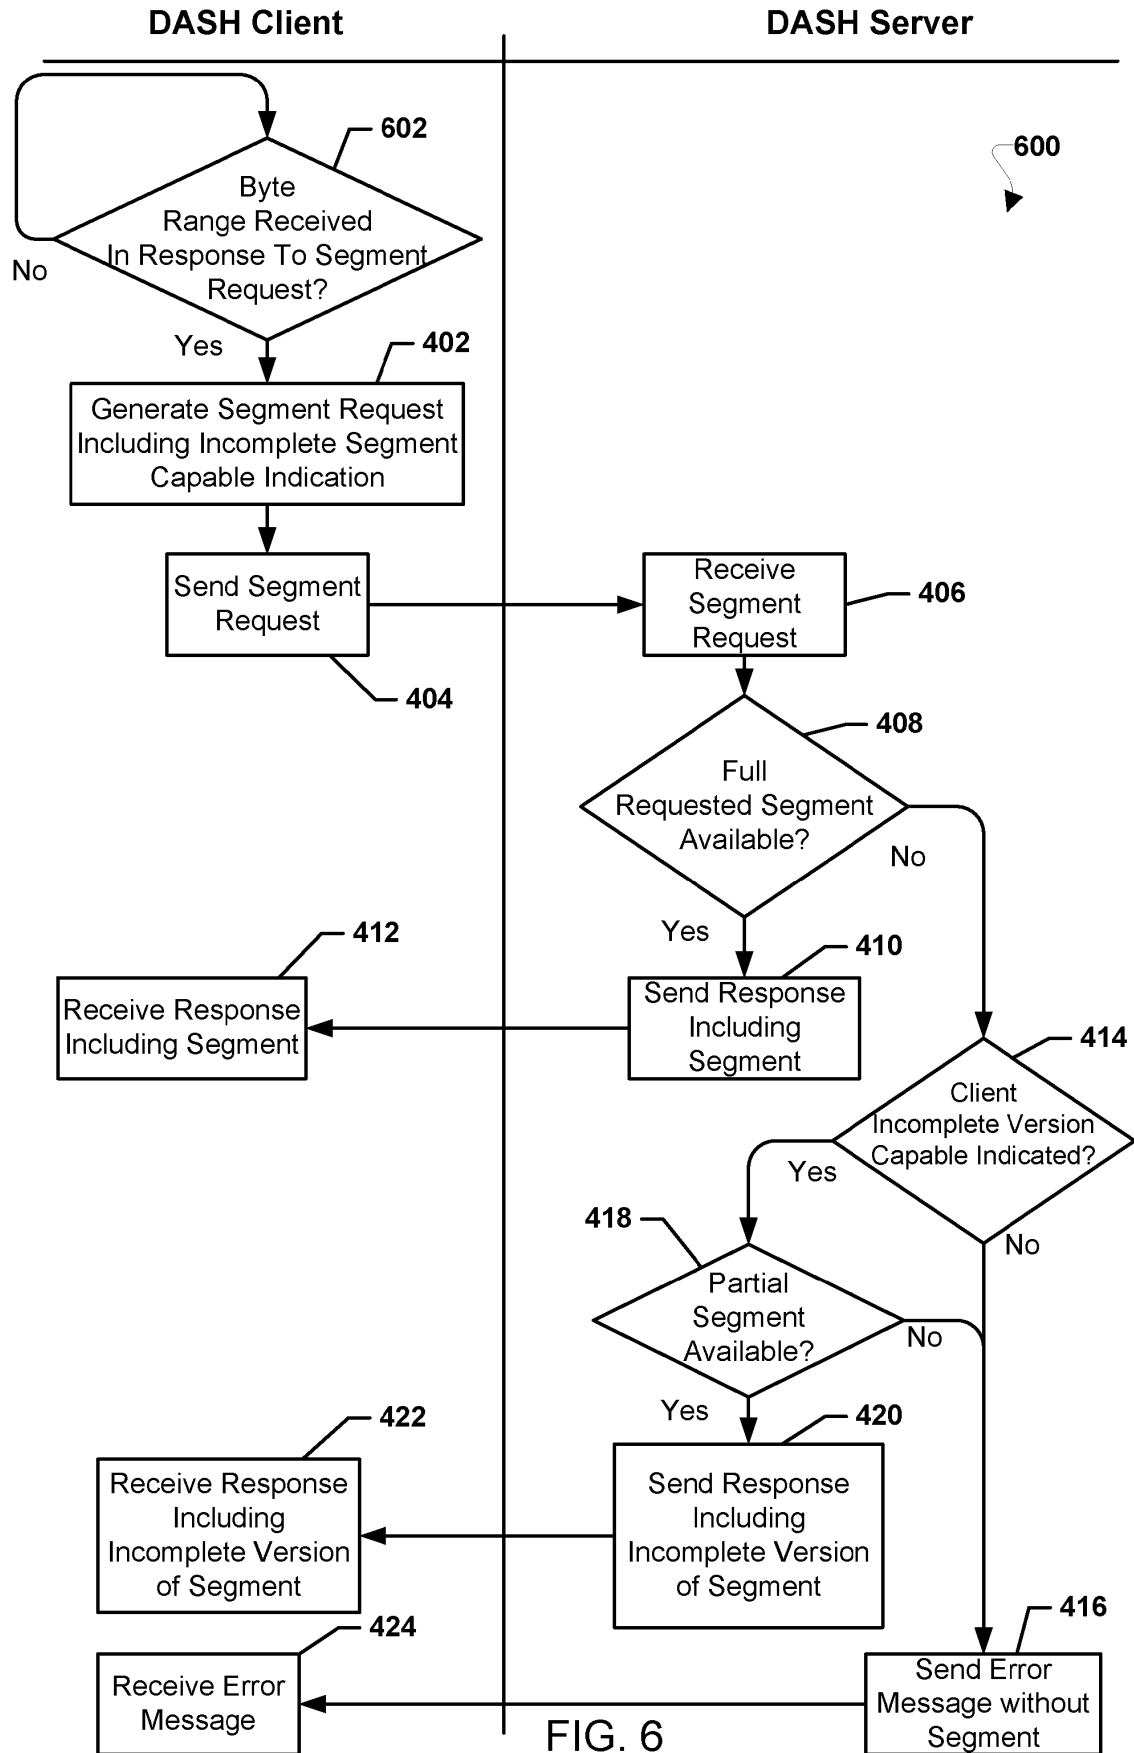 DASH Client
DASH Server
602
600
Byte
Range Received
In Response To Segment
Request?
No
Yes
402
Generate Segment Request
Including Incomplete Segment
Capable Indication
Send Segment
Request
404
Receive
Segment
Request
406
408
Full
Requested Segment
Available?
No
Yes
412
410
Receive Response
Including Segment
Send Response
Including
Segment
414
Client
Incomplete Version
Capable Indicated?
Yes
No
418
Partial
Segment
Available?
No
Yes
422
420
Receive Response
Including
Incomplete Version
of Segment
Send Response
Including
Incomplete Version
of Segment
424
416
Receive Error
Message
Send Error
Message without
Segment
FIG. 6